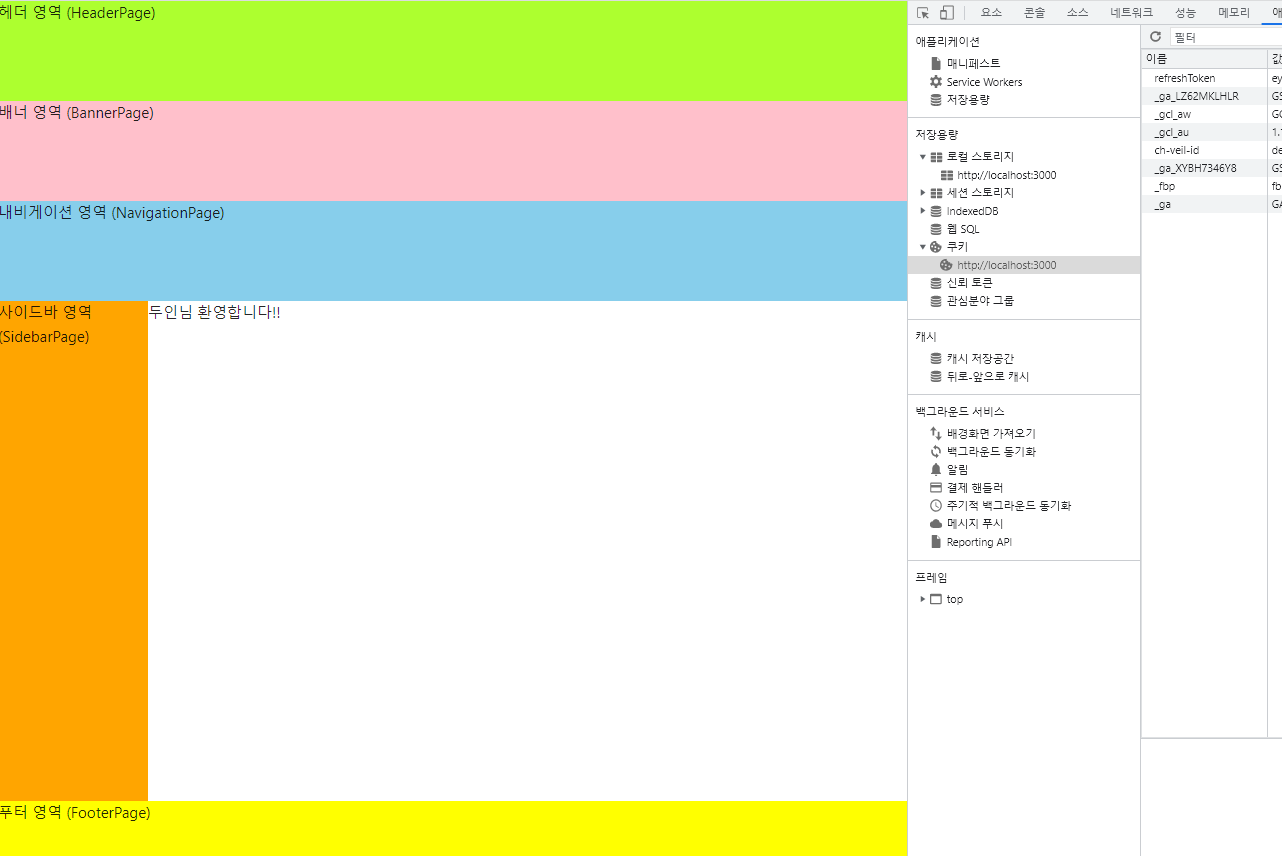 헤더 영역 (HeaderPage)
배너 영역 (BannerPage)
내비게이션 영역 (NavigationPage)
사이드바 영역
(SidebarPage)
두인님 환영합니다!!
푸터 영역 (FooterPage)
요소 콘솔 소스 네트워크 성능 메모리 애
애플리케이션
매니페스트
Service Workers
저장용량
저장용량
로컬 스토리지
http://localhost:3000
세션 스토리지
IndexedDB
웹 SQL
쿠키
http://localhost:3000
신뢰 토큰
관심분야 그룹
캐시
캐시 저장공간
뒤로-앞으로 캐시
백그라운드 서비스
배경화면 가져오기
백그라운드 동기화
알림
결제 핸들러
주기적 백그라운드 동기화
메시지 푸시
Reporting API
프레임
top
필터
이름 값
refreshToken ey
_ga_LZ62MKLHLR GS
_gcl_aw GC
_gcl_au 1.
ch-veil-id de
_ga_XYBH7346Y8 GS
_fbp fb
_ga GA